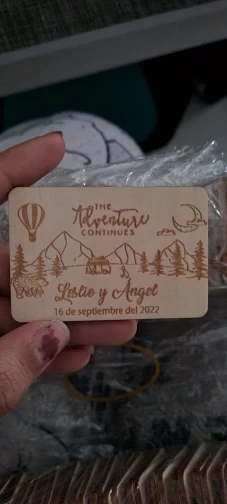 THE
Adventure
CONTINUES
Leslie y Angel
16 de septiembre del 2022